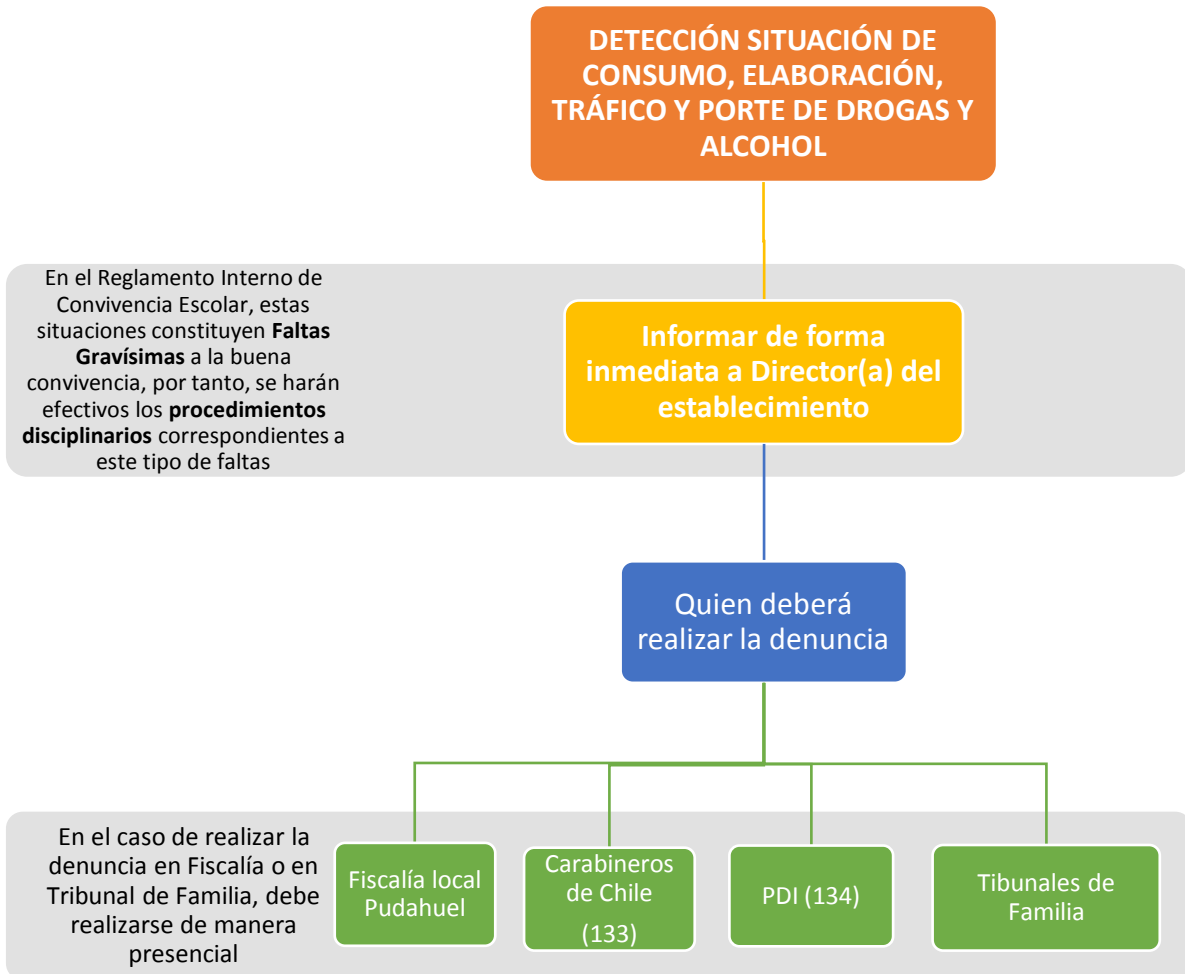 DETECCIÓN SITUACIÓN DE
CONSUMO, ELABORACIÓN,
TRÁFICO Y PORTE DE DROGAS Y
ALCOHOL
En el Reglamento Interno de
Convivencia Escolar, estas
situaciones constituyen Faltas
Gravísimas a la buena
convivencia, por tanto, se harán
efectivos los procedimientos
disciplinarios correspondientes a
este tipo de faltas
Informar de forma
inmediata a Director(a) del
establecimiento
Quien deberá
realizar la denuncia
En el caso de realizar la
denuncia en Fiscalía o en
Tribunal de Familia, debe
realizarse de manera
presencial
Fiscalía local
Pudahuel
Carabineros
de Chile
(133)
PDI (134)
Tibunales de
Familia